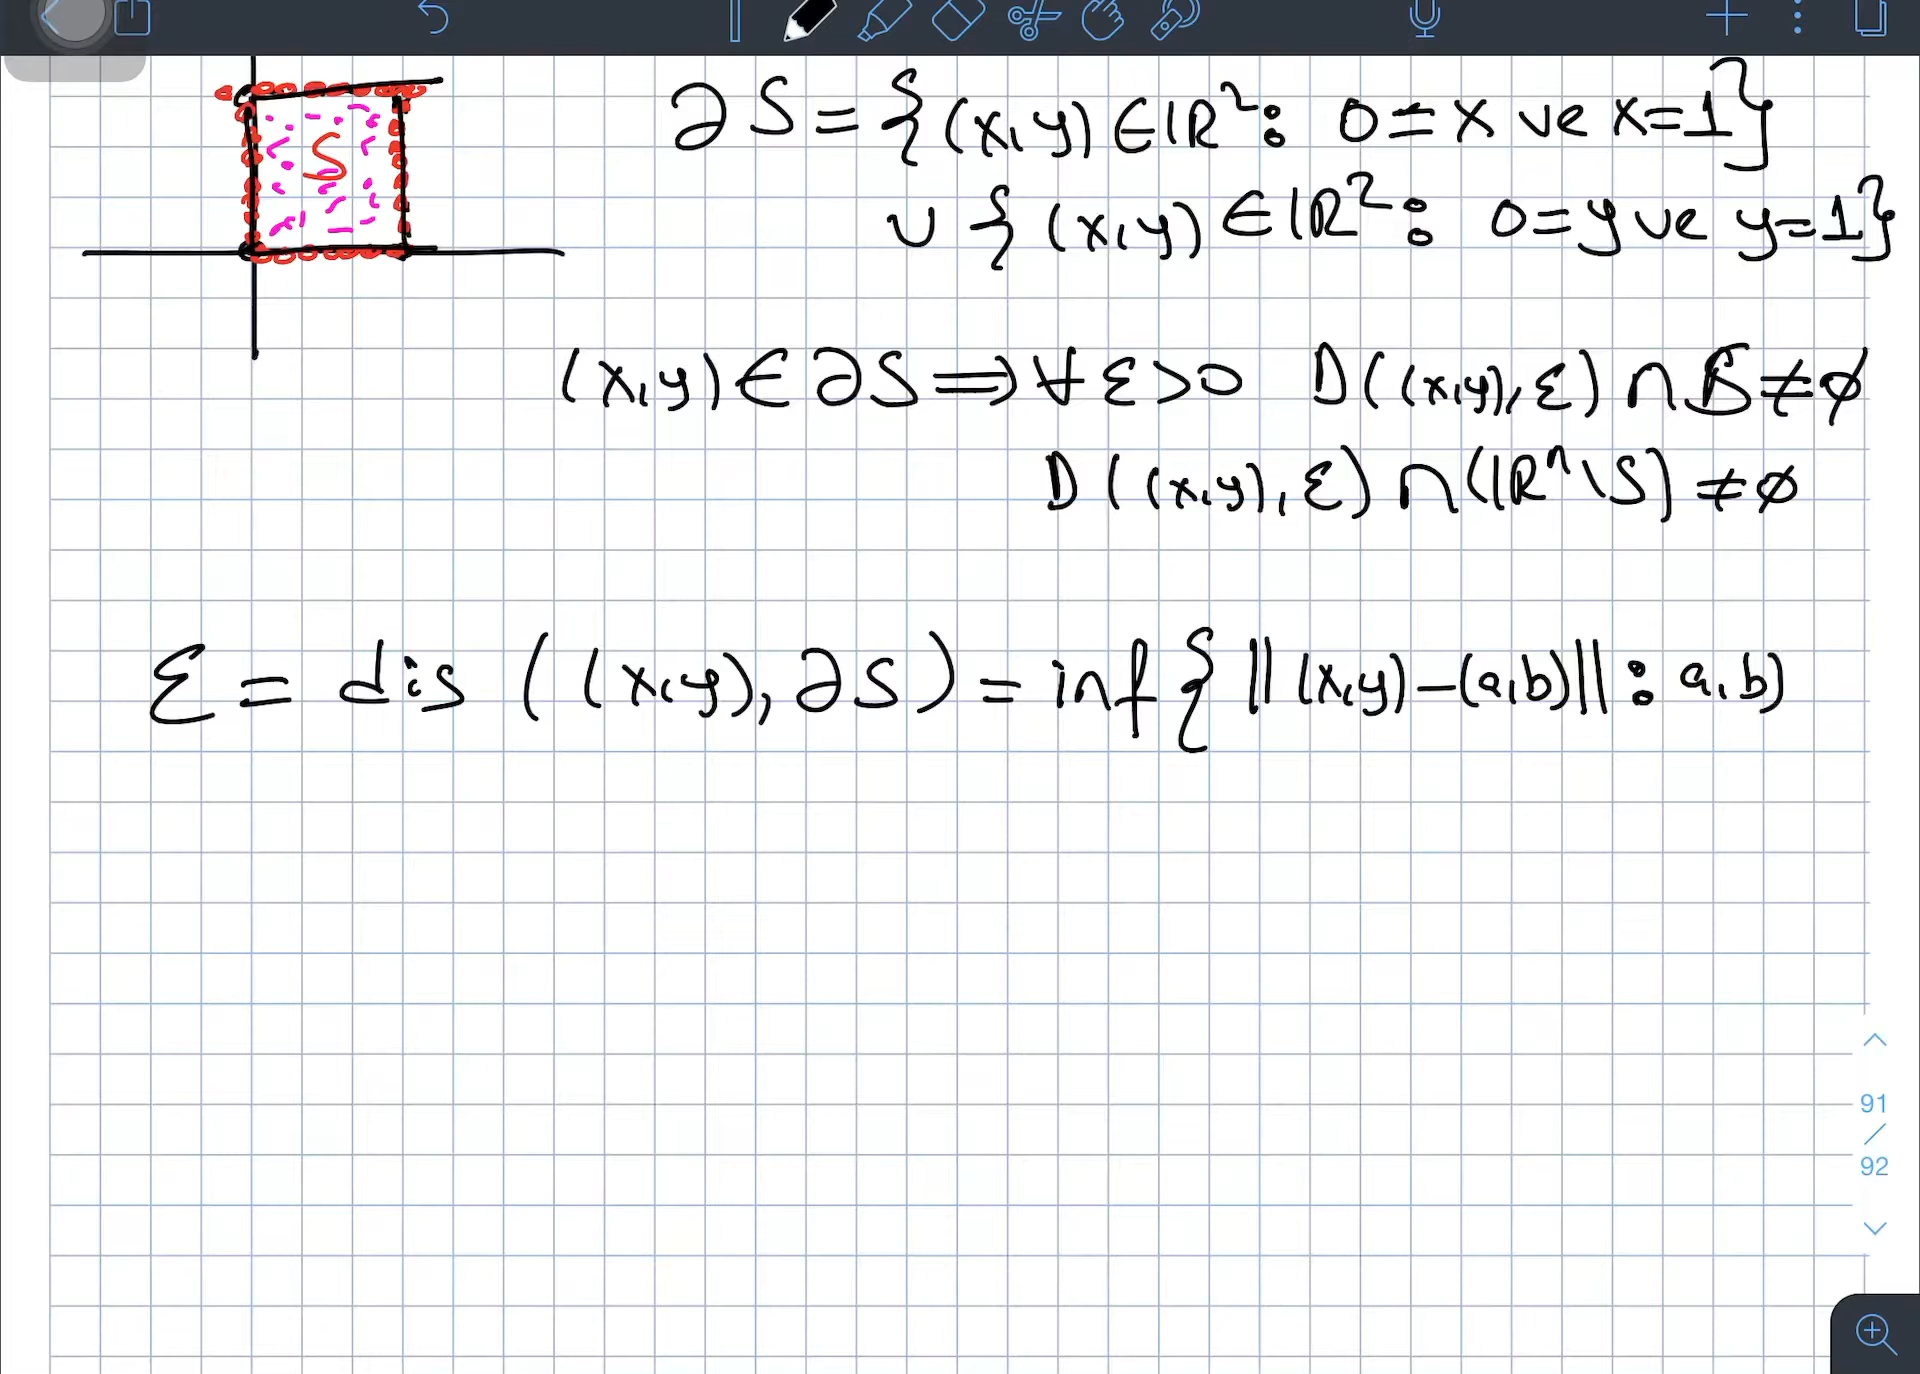 ∂S = {(x,y) ∈ ℝ²: 0=x ve x=1}
∪ {(x,y) ∈ ℝ²: 0=y ve y=1}
S
(x,y) ∈ ∂S ⟹ ∀ε>0 D((x,y),ε) ∩ S ≠ ∅
D((x,y),ε) ∩ (ℝⁿ\S) ≠ ∅
ε = dis ((x,y), ∂S) = inf{ ||(x,y)-(a,b)|| : a,b)
91
/
92